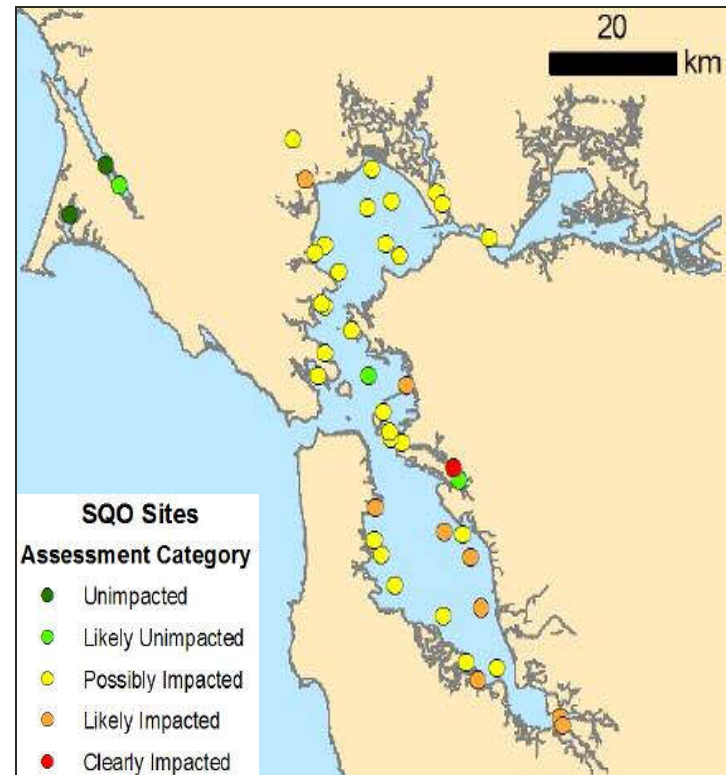 20
km
SQO Sites
Assessment Category
Unimpacted
Likely Unimpacted
Possibly Impacted
Likely Impacted
Clearly Impacted